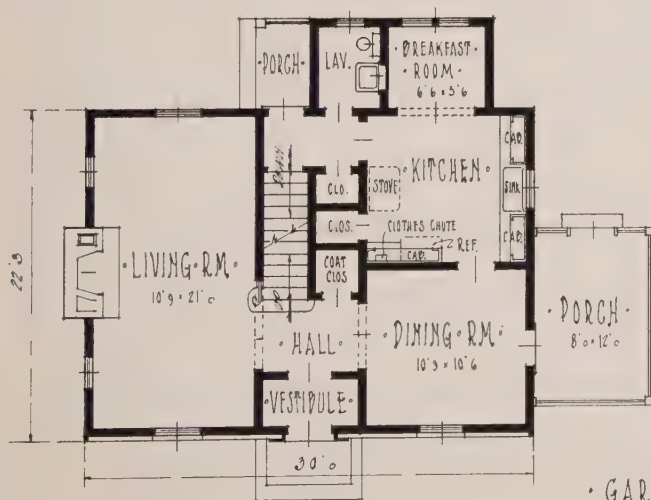 PORCH
LAV.
BREAKFAST
ROOM
6'6 x 5'6
KITCHEN
CAB.
SINK
CAB.
STOVE
CLO.
CLOS.
CLOTHES CHUTE
REF.
CAB.
COAT
CLOS
DOWN
UP
22'3
· LIVING · RM. ·
10'9 = 21'0
· HALL ·
· DINING · RM. ·
10'3 = 10'6
· PORCH ·
8'0 = 12'0
· VESTIBULE ·
30'0
· GAR